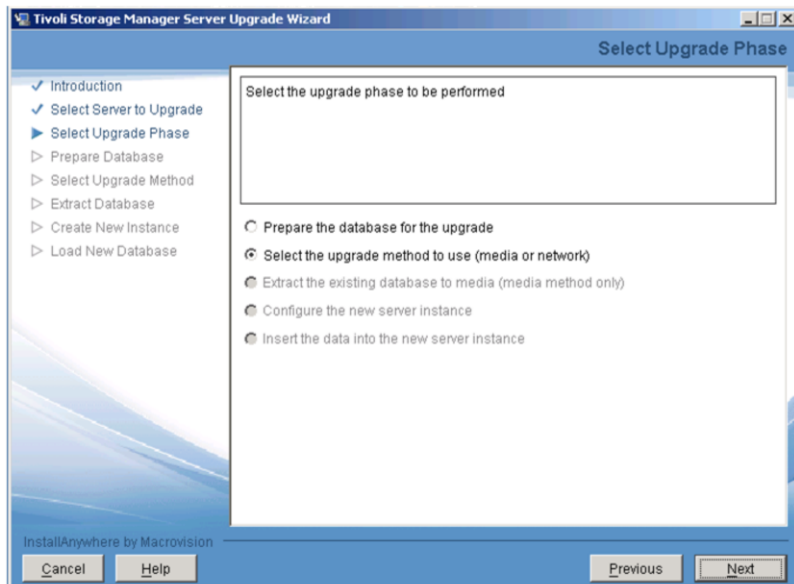 Tivoli Storage Manager Server Upgrade Wizard
Select Upgrade Phase
Introduction
Select Server to Upgrade
Select Upgrade Phase
Prepare Database
Select Upgrade Method
Extract Database
Create New Instance
Load New Database
Select the upgrade phase to be performed
Prepare the database for the upgrade
Select the upgrade method to use (media or network)
Extract the existing database to media (media method only)
Configure the new server instance
Insert the data into the new server instance
InstallAnywhere by Macrovision
Cancel
Help
Previous
Next